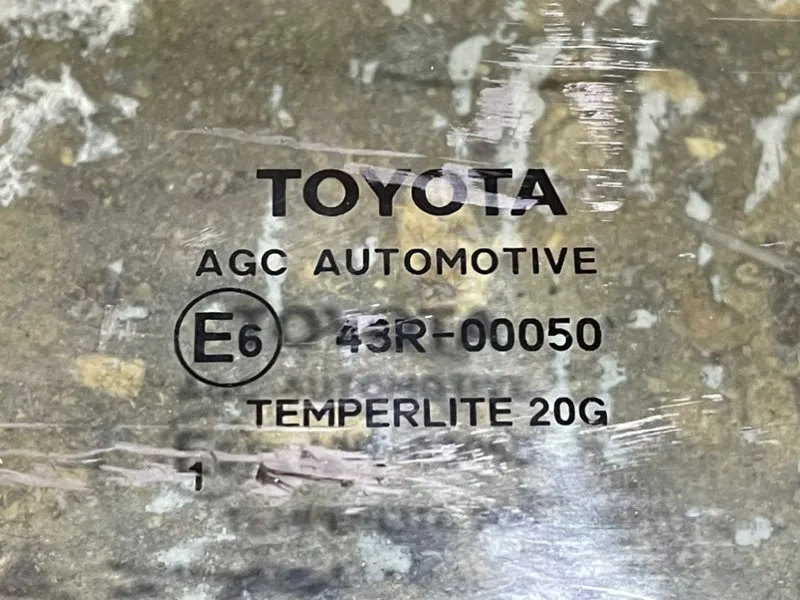 TOYOTA
AGC AUTOMOTIVE
E6 43R-00050
TEMPERLITE 20G
1